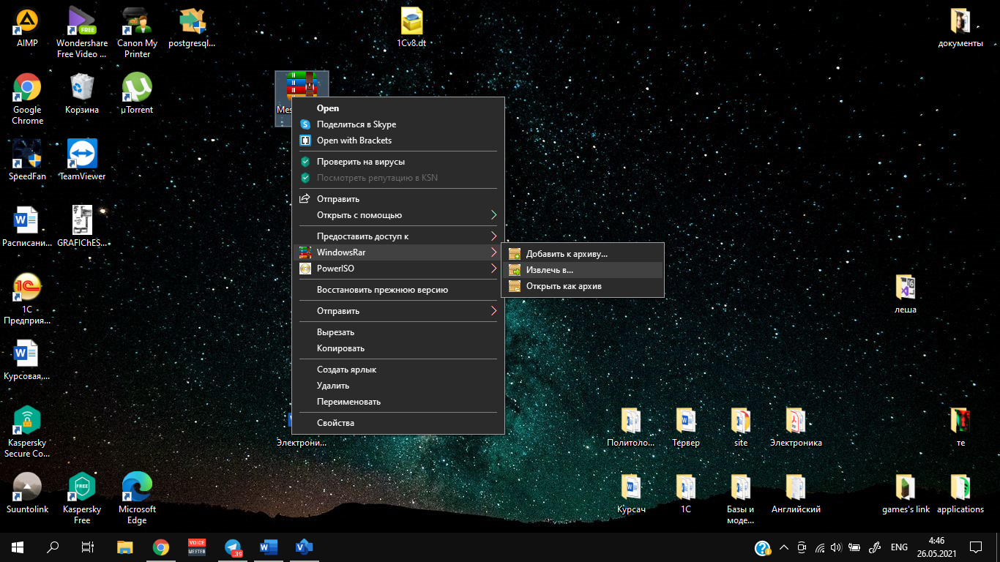 AIMP
Wondershare
Free Video ...
Canon My
Printer
postgresql...
1Cv8.dt
документы
FREE
Google
Chrome
Корзина
µTorrent
Mes
SpeedFan
TeamViewer
Расписани...
GRAFIChES...
1С
Предприя...
Курсовая,...
Kaspersky
Secure Co...
Suuntolink
Kaspersky
Free
FREE
Microsoft
Edge
Open
Поделиться в Skype
Open with Brackets
Проверить на вирусы
Посмотреть репутацию в KSN
Отправить
Открыть с помощью
Предоставить доступ к
WindowsRar
PowerISO
Восстановить прежнюю версию
Отправить
Вырезать
Копировать
Создать ярлык
Удалить
Переименовать
Свойства
Добавить к архиву...
Извлечь в...
Открыть как архив
леша
Электрони...
Политоло...
Тервер
site
Электроника
те
Курсач
1С
Базы и
моде...
Английский
games's link
applications
VOICE
MEETER
39
ENG
4:46
26.05.2021